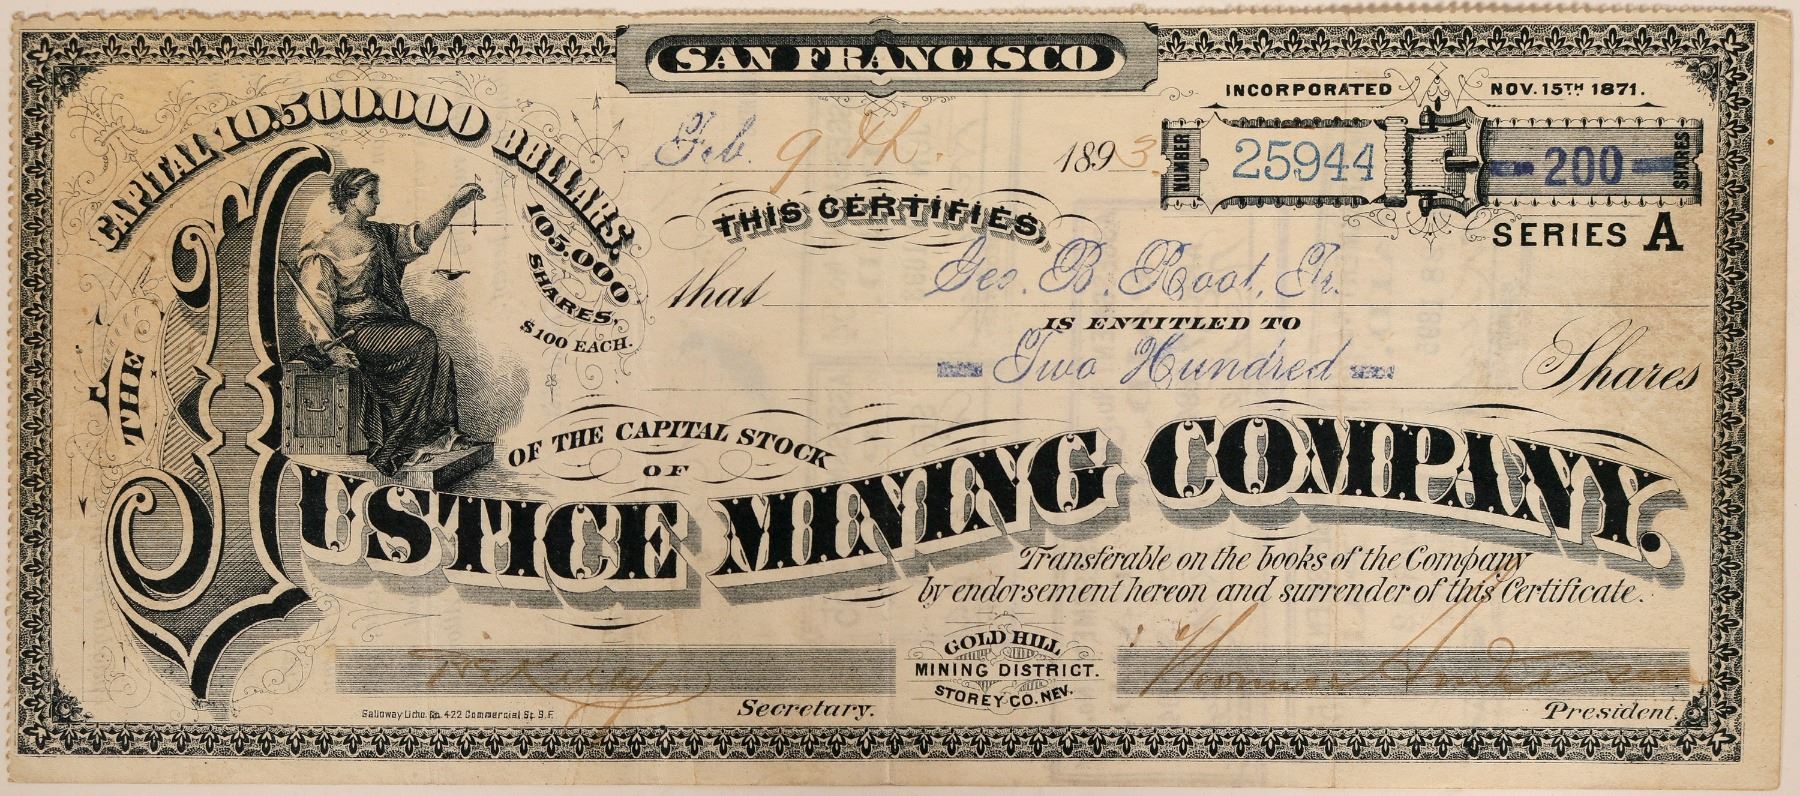 SAN FRANCISCO
INCORPORATED NOV. 15TH 1871.
CAPITAL 10.500.000 DOLLARS.
105.000
SHARES,
$100 EACH.
Feb. 9th. 1893
NUMBER 25944 200 SHARES
SERIES A
THIS CERTIFIES,
that Geo. B. Root, Jr.
IS ENTITLED TO
Two Hundred Shares
OF THE CAPITAL STOCK
OF
THE
JUSTICE MINING COMPANY.
Transferable on the books of the Company
by endorsement hereon and surrender of this Certificate.
GOLD HILL
MINING DISTRICT.
STOREY CO. NEV.
Secretary.
President.
Galloway Litho. Co. 422 Commercial St. S.F.